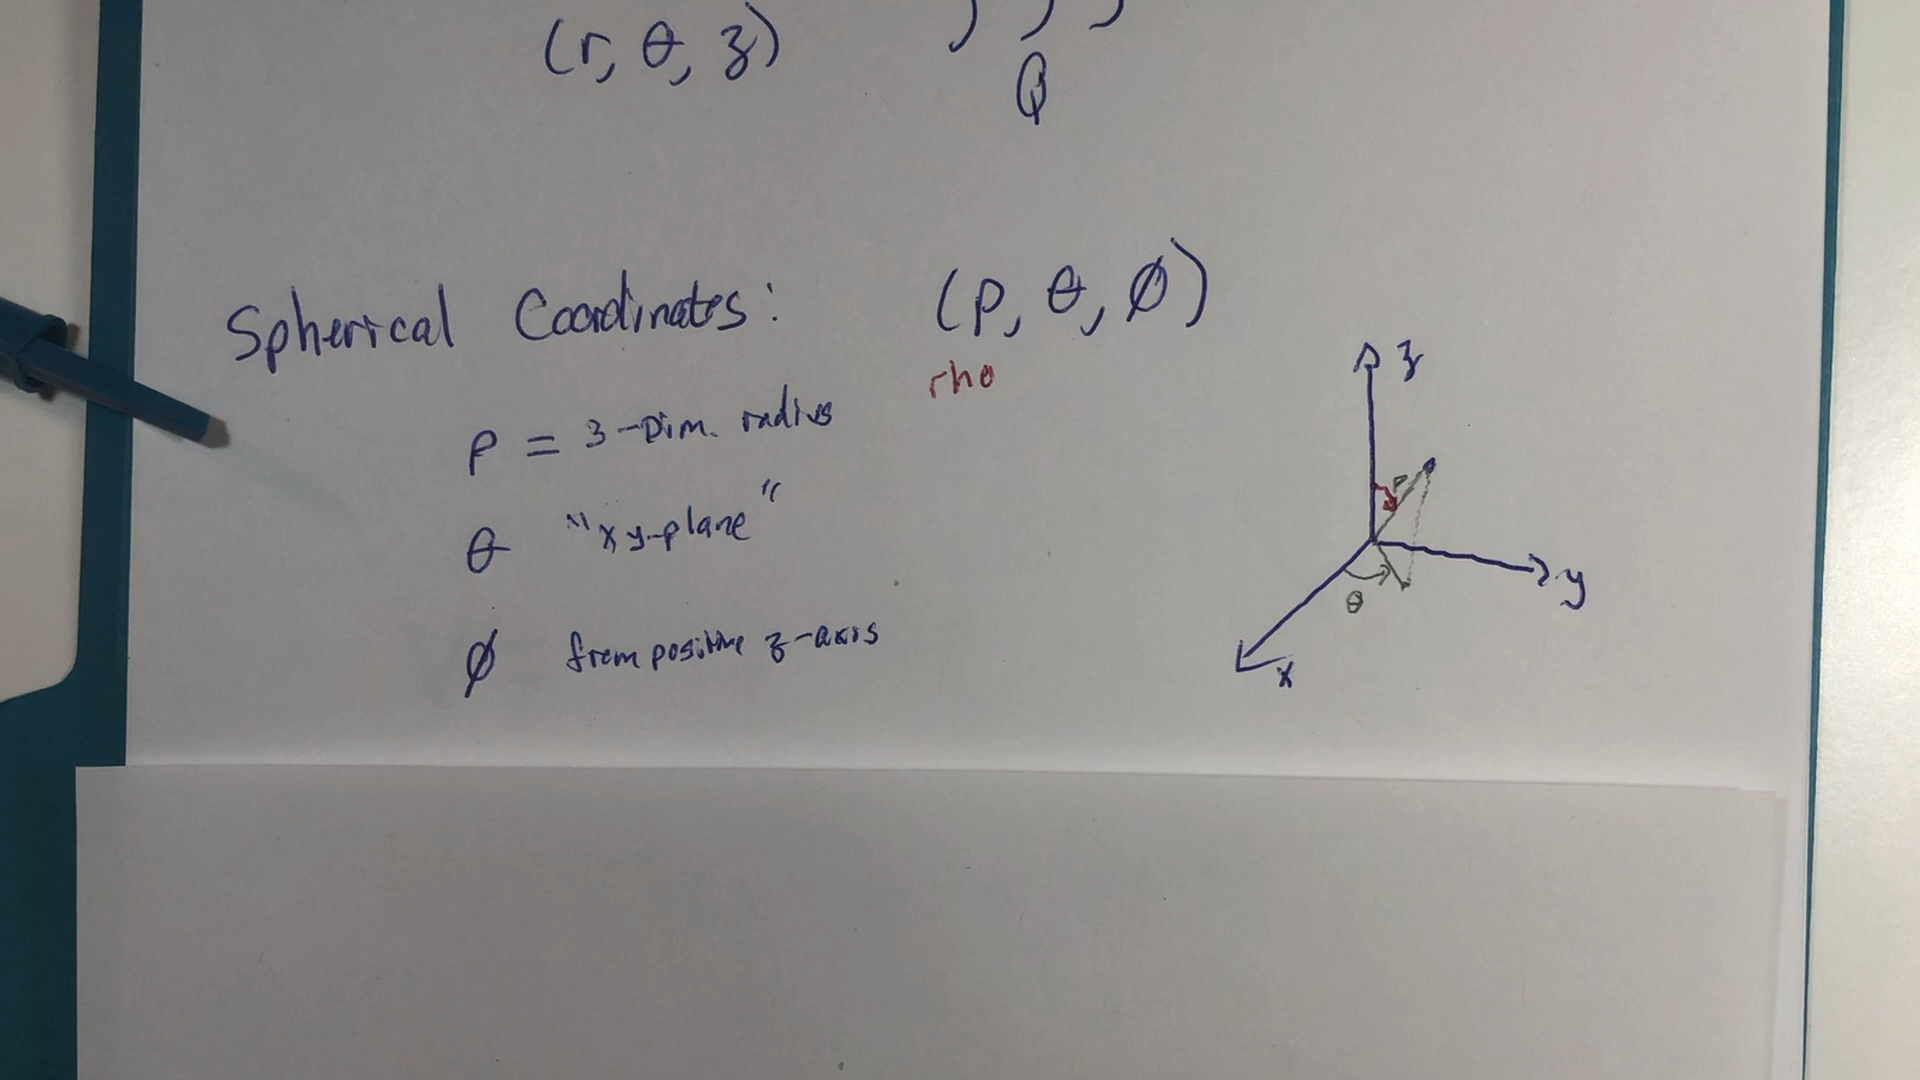 (r, θ, z)
Q
Spherical Coordinates: (ρ, θ, ϕ)
rho
ρ = 3-Dim. radius
θ "xy-plane"
ϕ from positive z-axis
z
ρ
y
θ
x